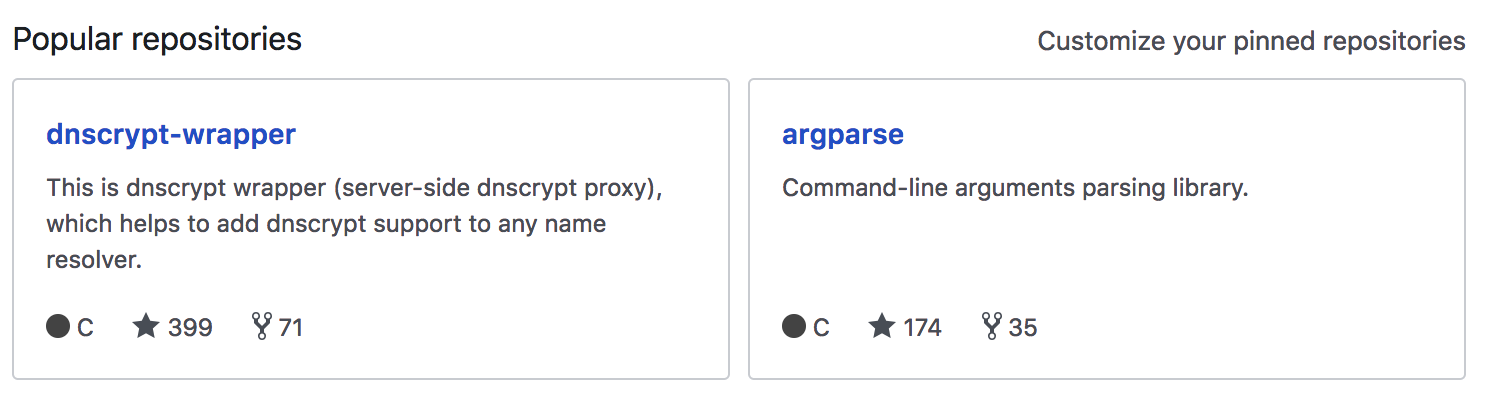 Popular repositories
Customize your pinned repositories
dnscrypt-wrapper
This is dnscrypt wrapper (server-side dnscrypt proxy),
which helps to add dnscrypt support to any name
resolver.
C 399 71
argparse
Command-line arguments parsing library.
C 174 35